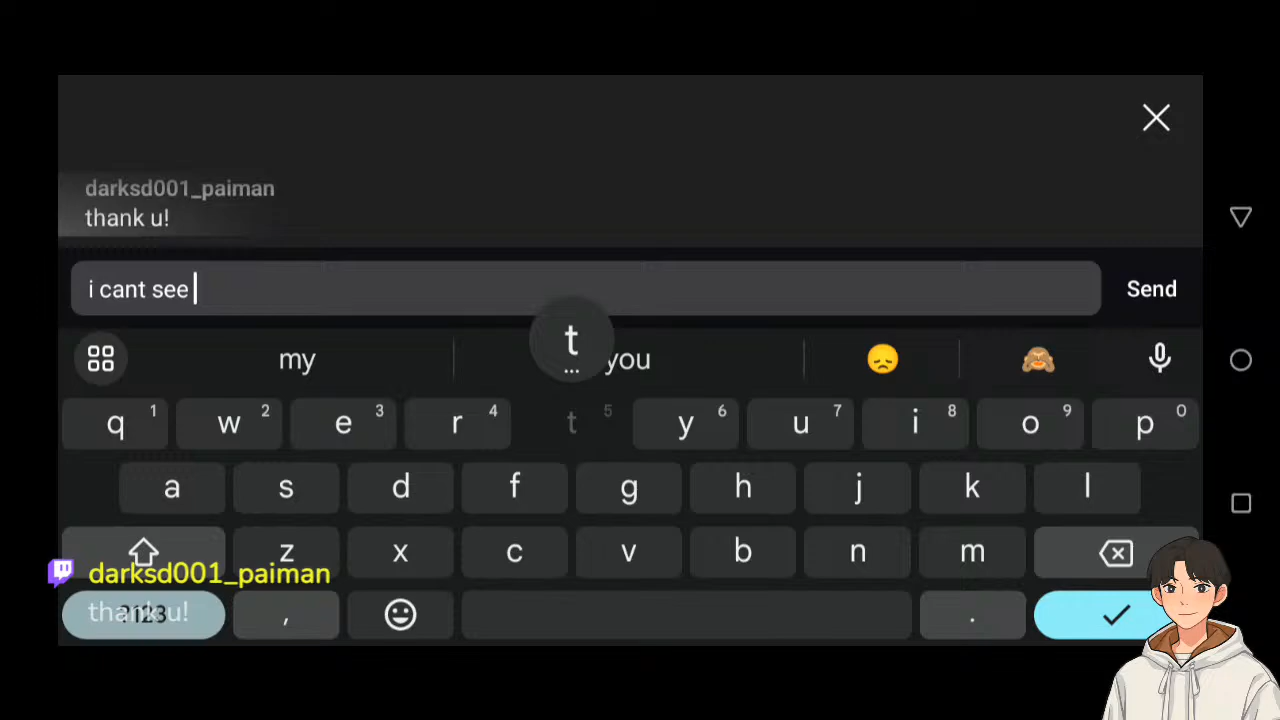 darksd001_paiman
thank u!
i cant see
Send
t
...
my
you
q 1 w 2 e 3 r 4 t 5 y 6 u 7 i 8 o 9 p 0
a s d f g h j k l
z x c v b n m
darksd001_paiman
thank u!
?123
, .